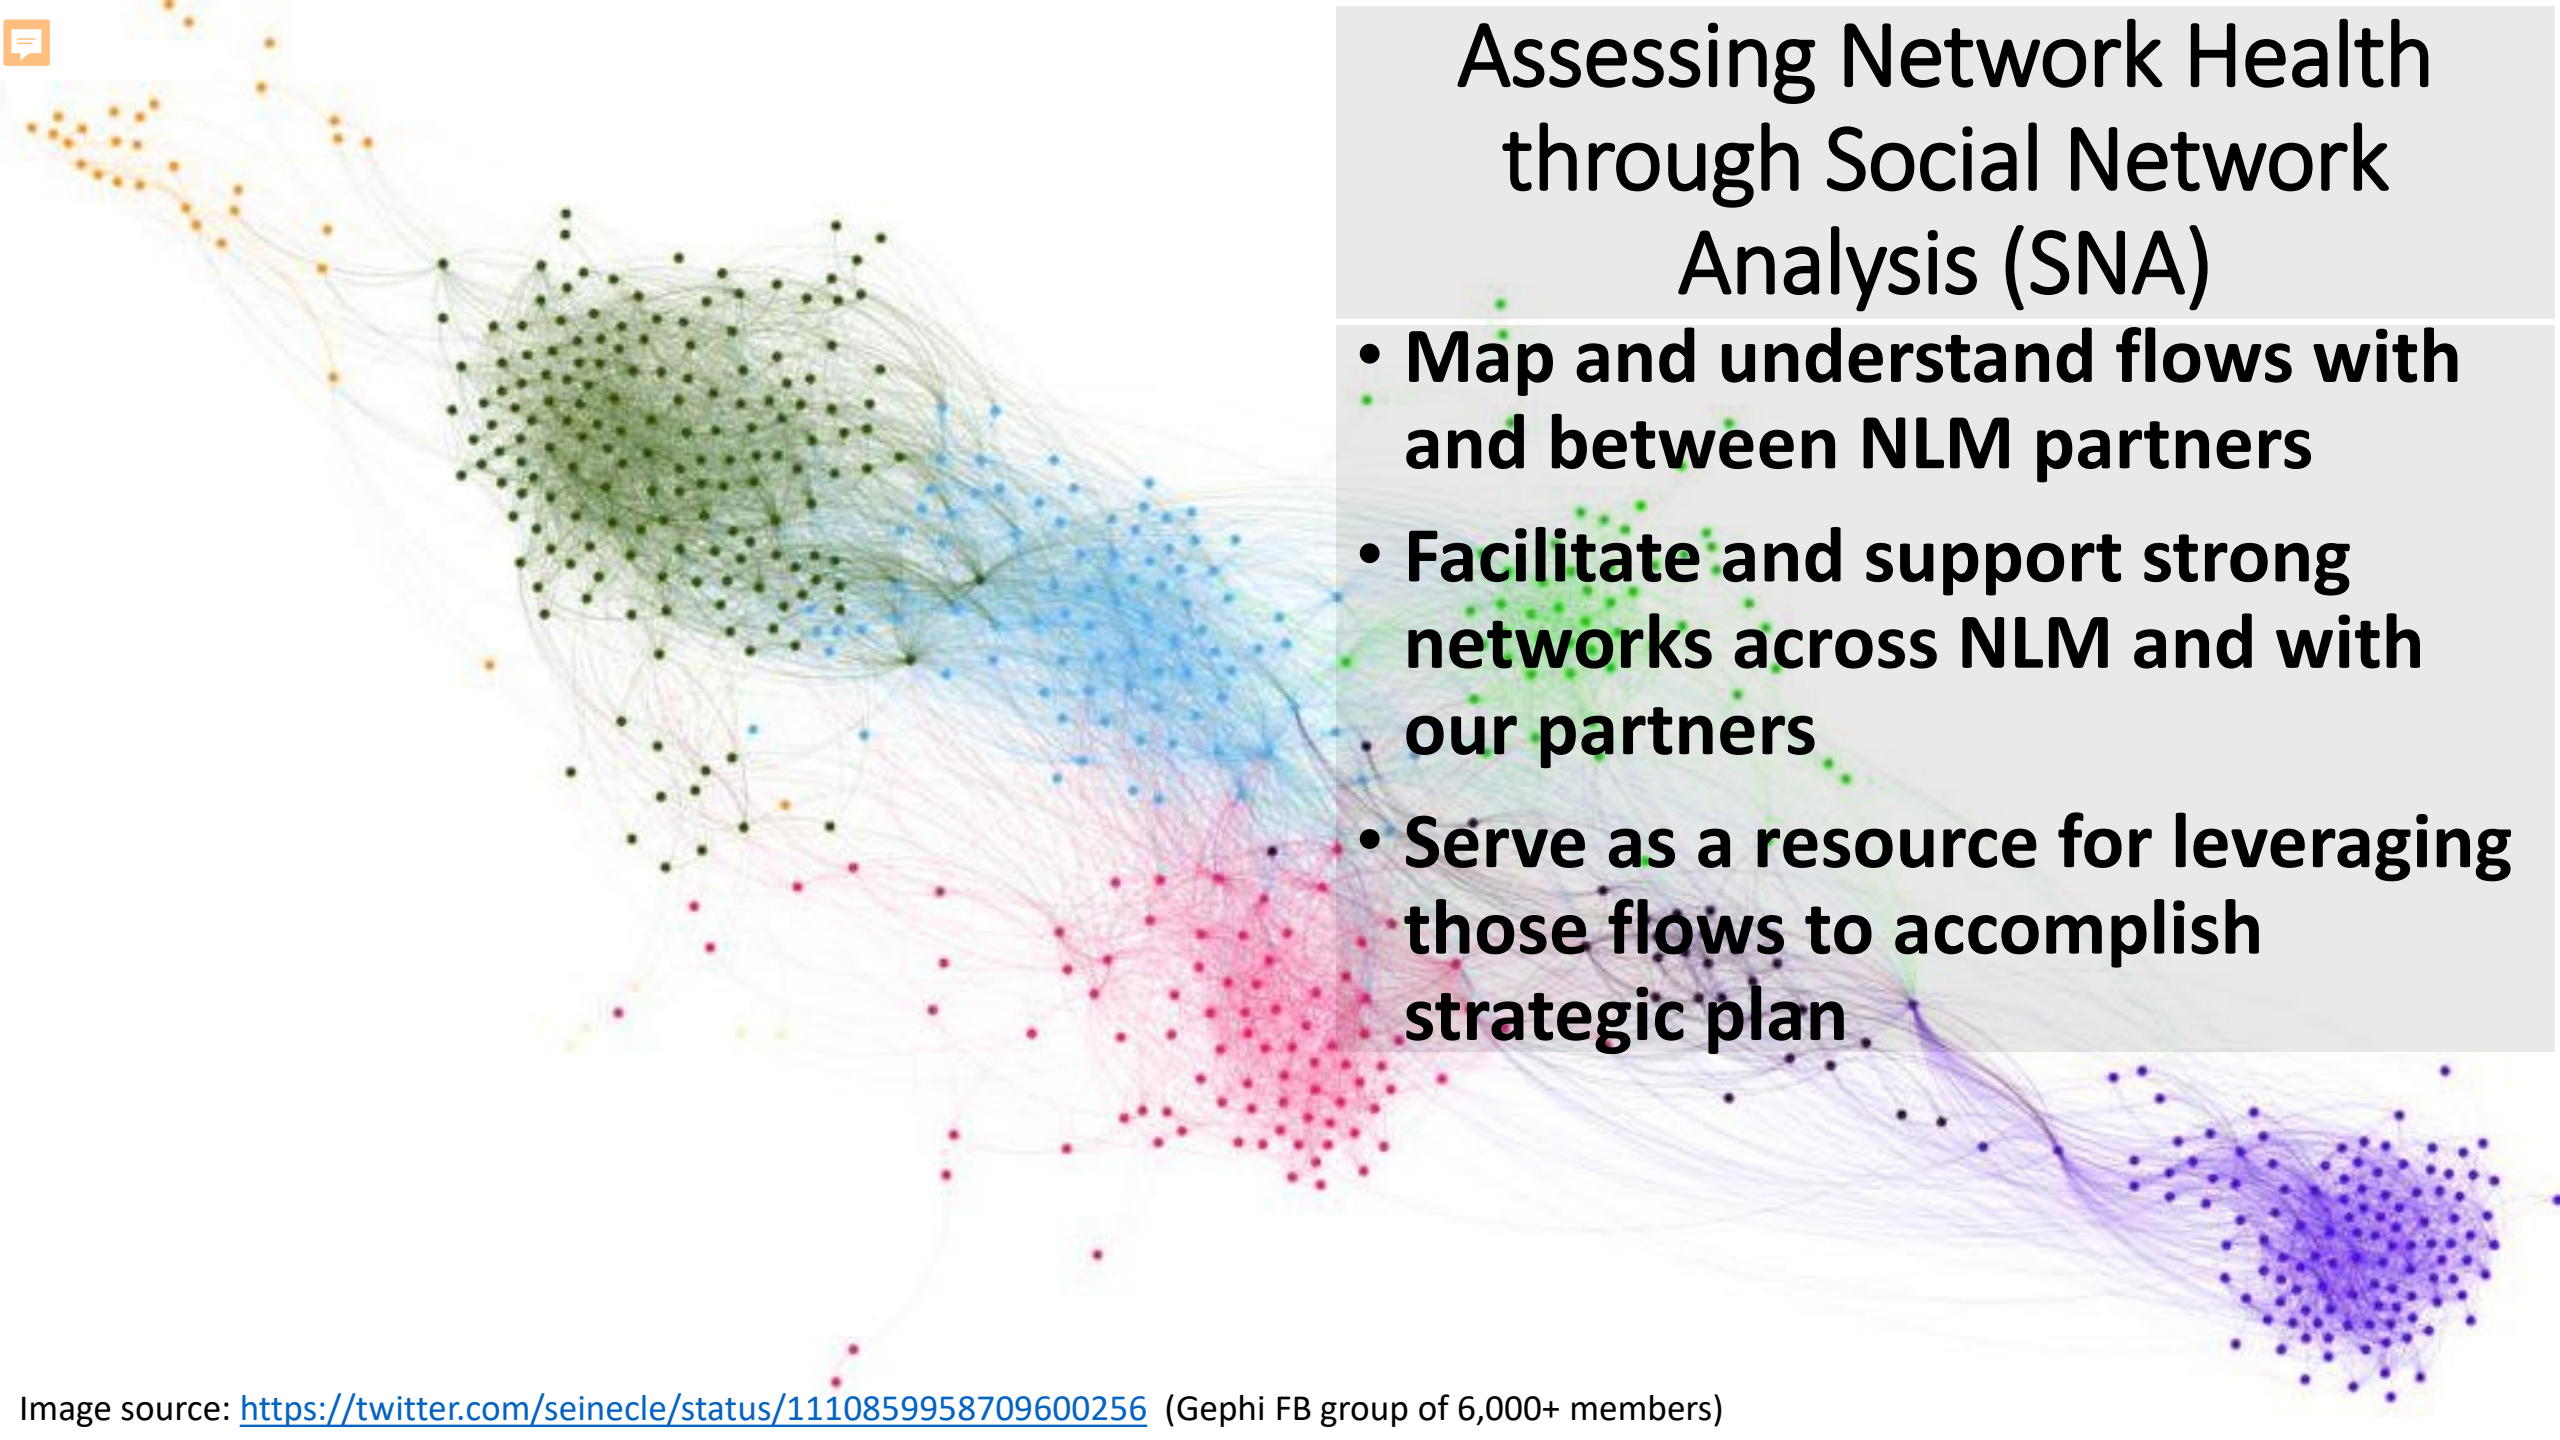 Assessing Network Health
through Social Network
Analysis (SNA)
• Map and understand flows with
and between NLM partners
• Facilitate and support strong
networks across NLM and with
our partners
• Serve as a resource for leveraging
those flows to accomplish
strategic plan
Image source: https://twitter.com/seinecle/status/1110859958709600256 (Gephi FB group of 6,000+ members)